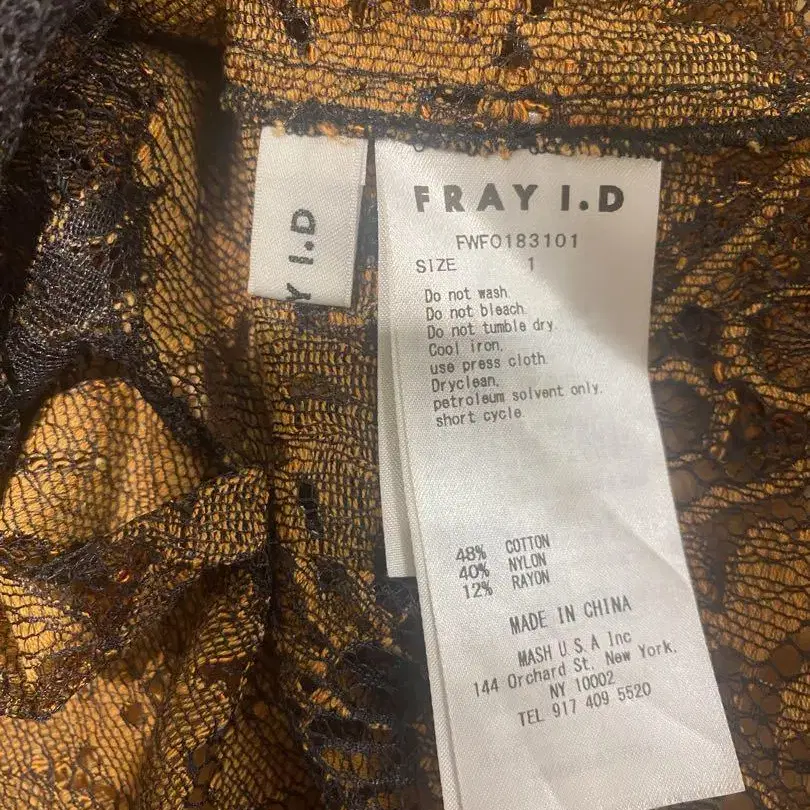 FRAY I.D
FWFO183101
SIZE 1
Do not wash.
Do not bleach.
Do not tumble dry.
Cool iron,
use press cloth.
Dryclean,
petroleum solvent only.
short cycle.
48% COTTON
40% NYLON
12% RAYON
MADE IN CHINA
MASH U.S.A Inc
144 Orchard St. New York,
NY 10002
TEL 917 409 5520
Y I.D